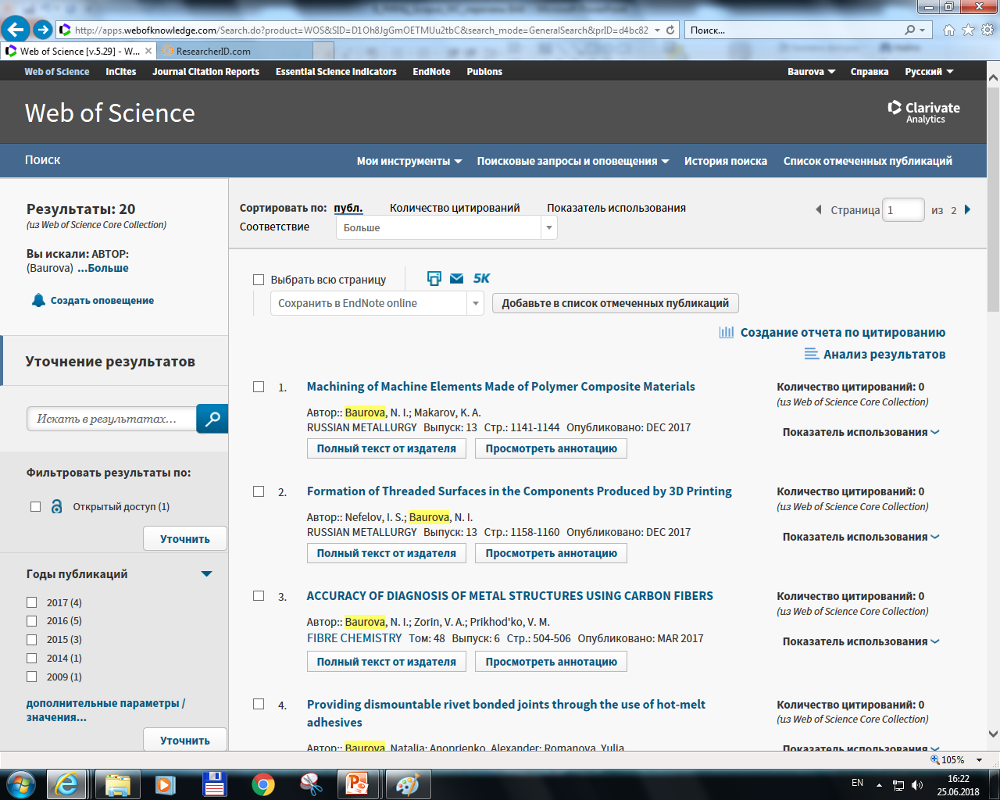 http://apps.webofknowledge.com/Search.do?product=WOS&SID=D1Oh8JgGmOETMUu2tbC&search_mode=GeneralSearch&prID=d4bc82
Поиск...
Web of Science [v.5.29] - W...
ResearcherID.com
Web of Science InCites Journal Citation Reports Essential Science Indicators EndNote Publons Baurova Справка Русский
Web of Science
Clarivate
Analytics
Поиск Мои инструменты Поисковые запросы и оповещения История поиска Список отмеченных публикаций
Результаты: 20
(из Web of Science Core Collection)
Вы искали: АВТОР:
(Baurova) ...Больше
Создать оповещение
Уточнение результатов
Искать в результатах...
Фильтровать результаты по:
Открытый доступ (1)
Уточнить
Годы публикаций
2017 (4)
2016 (5)
2015 (3)
2014 (1)
2009 (1)
дополнительные параметры /
значения...
Уточнить
Сортировать по: публ. Количество цитирований Показатель использования
Соответствие Больше
Страница 1 из 2
Выбрать всю страницу 5K
Сохранить в EndNote online Добавьте в список отмеченных публикаций
Создание отчета по цитированию
Анализ результатов
1. Machining of Machine Elements Made of Polymer Composite Materials
Автор:: Baurova, N. I.; Makarov, K. A.
RUSSIAN METALLURGY Выпуск: 13 Стр.: 1141-1144 Опубликовано: DEC 2017
Полный текст от издателя Просмотреть аннотацию
Количество цитирований: 0
(из Web of Science Core Collection)
Показатель использования
2. Formation of Threaded Surfaces in the Components Produced by 3D Printing
Автор:: Nefelov, I. S.; Baurova, N. I.
RUSSIAN METALLURGY Выпуск: 13 Стр.: 1158-1160 Опубликовано: DEC 2017
Полный текст от издателя Просмотреть аннотацию
Количество цитирований: 0
(из Web of Science Core Collection)
Показатель использования
3. ACCURACY OF DIAGNOSIS OF METAL STRUCTURES USING CARBON FIBERS
Автор:: Baurova, N. I.; Zorin, V. A.; Prikhod'ko, V. M.
FIBRE CHEMISTRY Том: 48 Выпуск: 6 Стр.: 504-506 Опубликовано: MAR 2017
Полный текст от издателя Просмотреть аннотацию
Количество цитирований: 0
(из Web of Science Core Collection)
Показатель использования
4. Providing dismountable rivet bonded joints through the use of hot-melt
adhesives
Автор:: Baurova, Natalia; Anoprienko, Alexander; Romanova, Yulia
Количество цитирований: 0
(из Web of Science Core Collection)
Показатель использования
105%
EN
16:22
25.06.2018